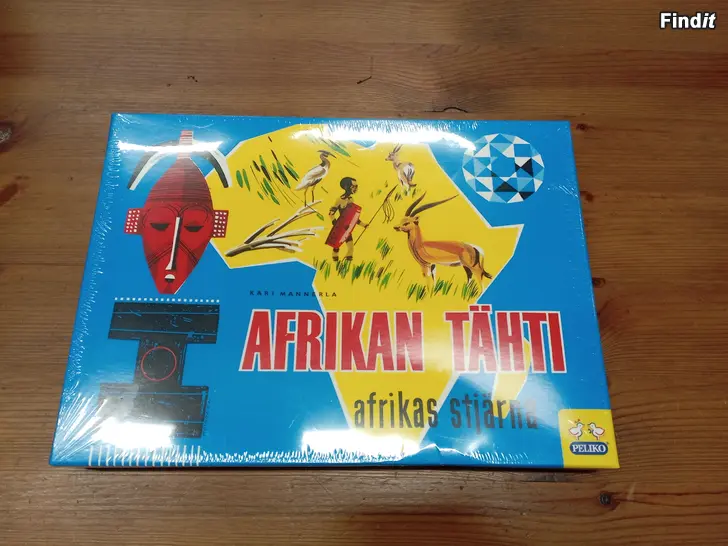 Findit
KARI MANNERLA
AFRIKAN TÄHTI
afrikas stjärna
PELIKO